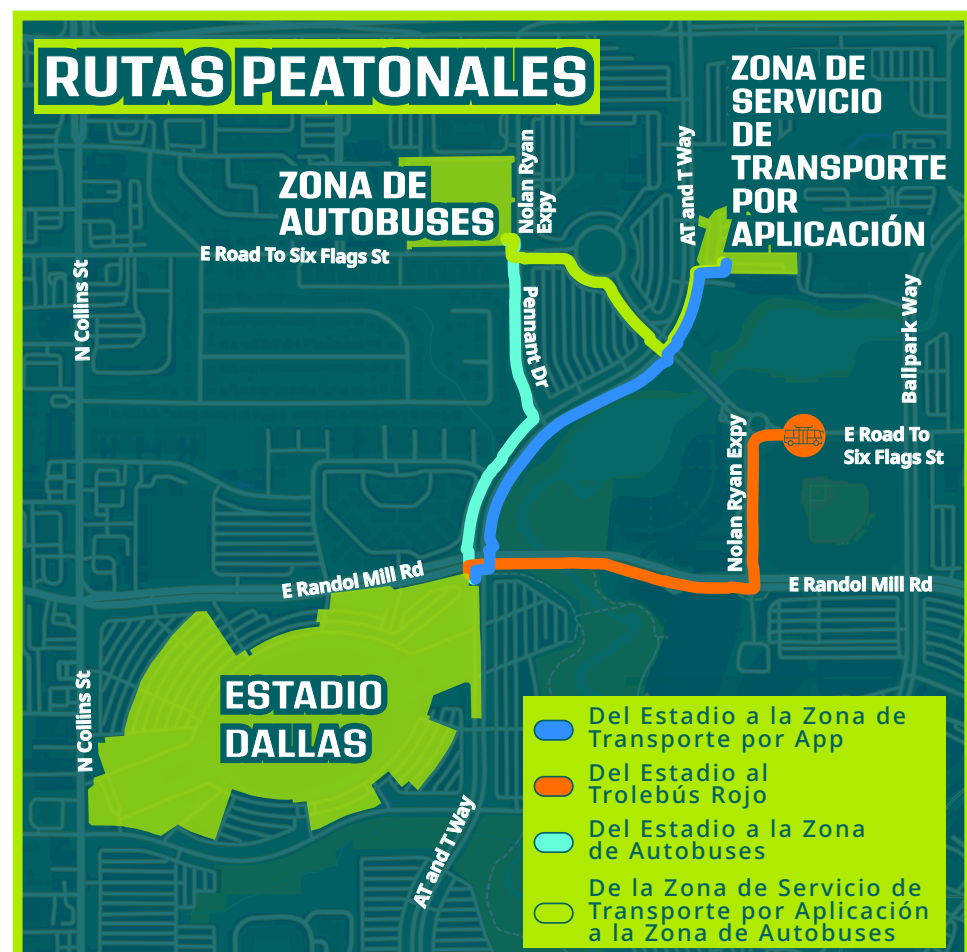 RUTAS PEATONALES
ZONA DE
SERVICIO
DE
TRANSPORTE
POR
APLICACIÓN
ZONA DE
AUTOBUSES
Nolan Ryan
Expy
AT and T Way
E Road To Six Flags St
N Collins St
Pennant Dr
Ballpark Way
Nolan Ryan Expy
E Road To
Six Flags St
E Randol Mill Rd
E Randol Mill Rd
N Collins St
ESTADIO
DALLAS
AT and T Way
Del Estadio a la Zona de
Transporte por App
Del Estadio al
Trolebús Rojo
Del Estadio a la Zona
de Autobuses
De la Zona de Servicio de
Transporte por Aplicación
a la Zona de Autobuses